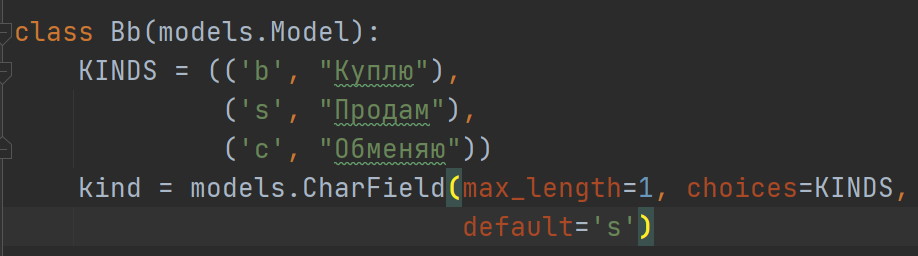 class Bb(models.Model):
    KINDS = (('b', "Куплю"),
             ('s', "Продам"),
             ('c', "Обменяю"))
    kind = models.CharField(max_length=1, choices=KINDS,
                            default='s')